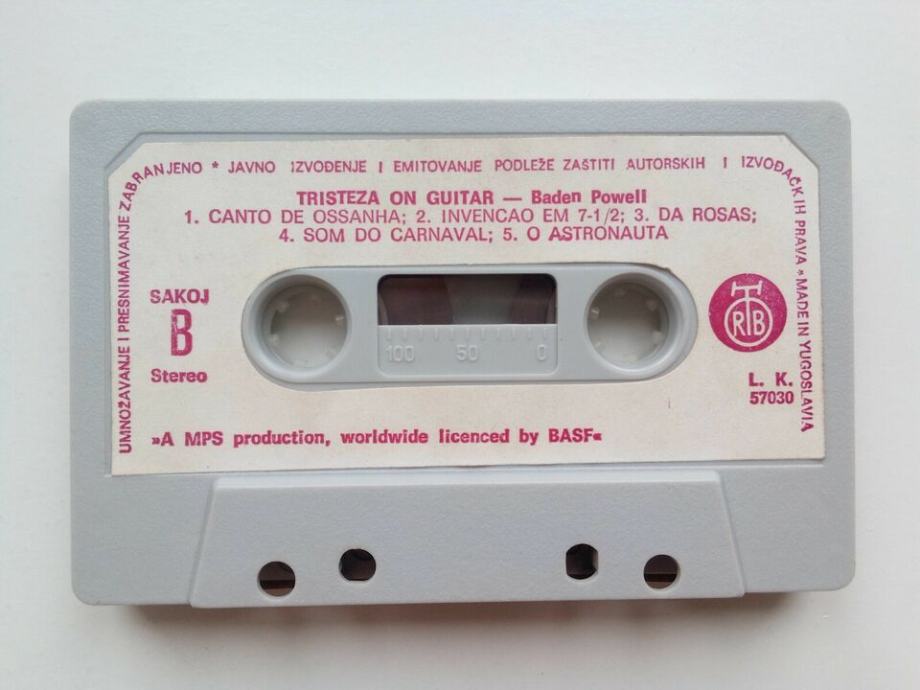 UMNOŽAVANJE I PRESNIMAVANJE ZABRANJENO * JAVNO IZVOĐENJE I EMITOVANJE PODLEŽE ZAŠTITI AUTORSKIH I IZVOĐAČKIH PRAVA » MADE IN YUGOSLAVIA
TRISTEZA ON GUITAR — Baden Powell
1. CANTO DE OSSANHA; 2. INVENCAO EM 7-1/2; 3. DA ROSAS;
4. SOM DO CARNAVAL; 5. O ASTRONAUTA
SAKOJ
B
Stereo
100 50 0
RTB
L. K.
57030
»A MPS production, worldwide licenced by BASF«